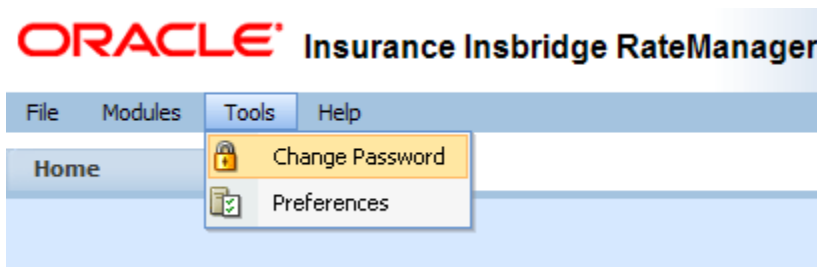 ORACLE Insurance Insbridge RateManager
File Modules Tools Help
Change Password
Home
Preferences